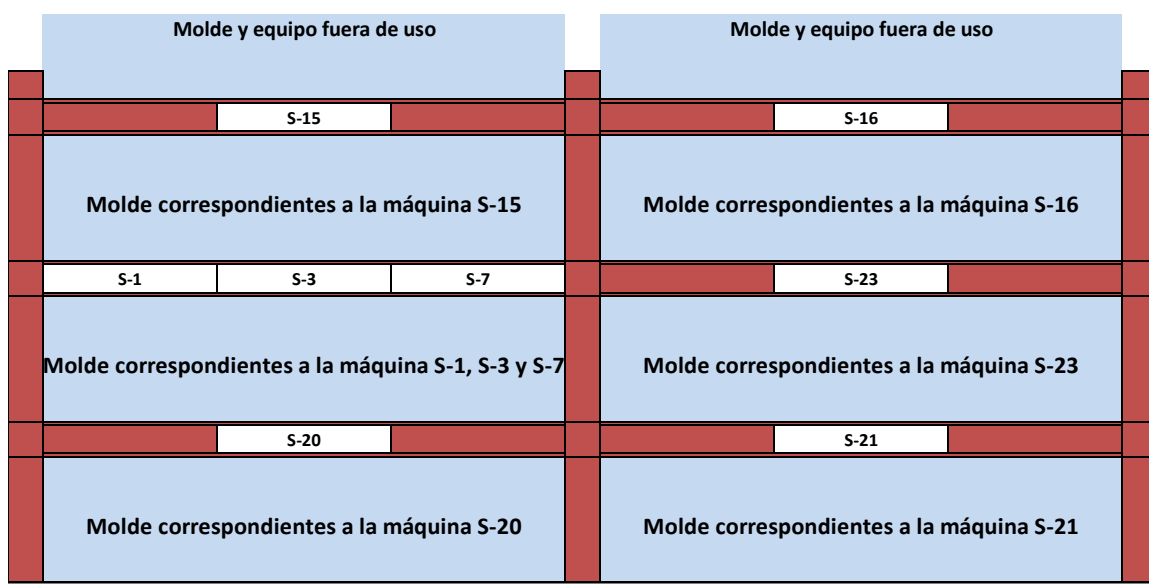 Molde y equipo fuera de uso
Molde y equipo fuera de uso
S-15
S-16
Molde correspondientes a la máquina S-15
Molde correspondientes a la máquina S-16
S-1
S-3
S-7
S-23
Molde correspondientes a la máquina S-1, S-3 y S-7
Molde correspondientes a la máquina S-23
S-20
S-21
Molde correspondientes a la máquina S-20
Molde correspondientes a la máquina S-21